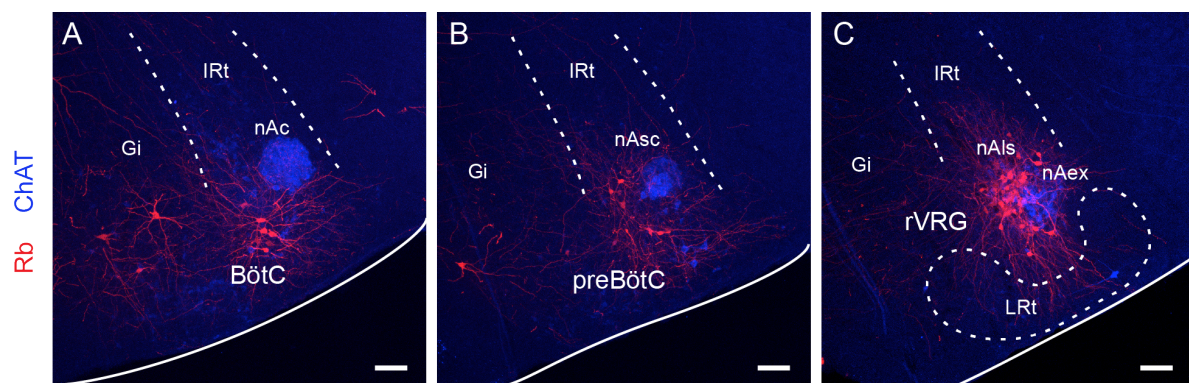 Rb ChAT
A
IRt
nAc
Gi
BötC
B
IRt
nAsc
Gi
preBötC
C
IRt
nAls
Gi
nAex
rVRG
LRt